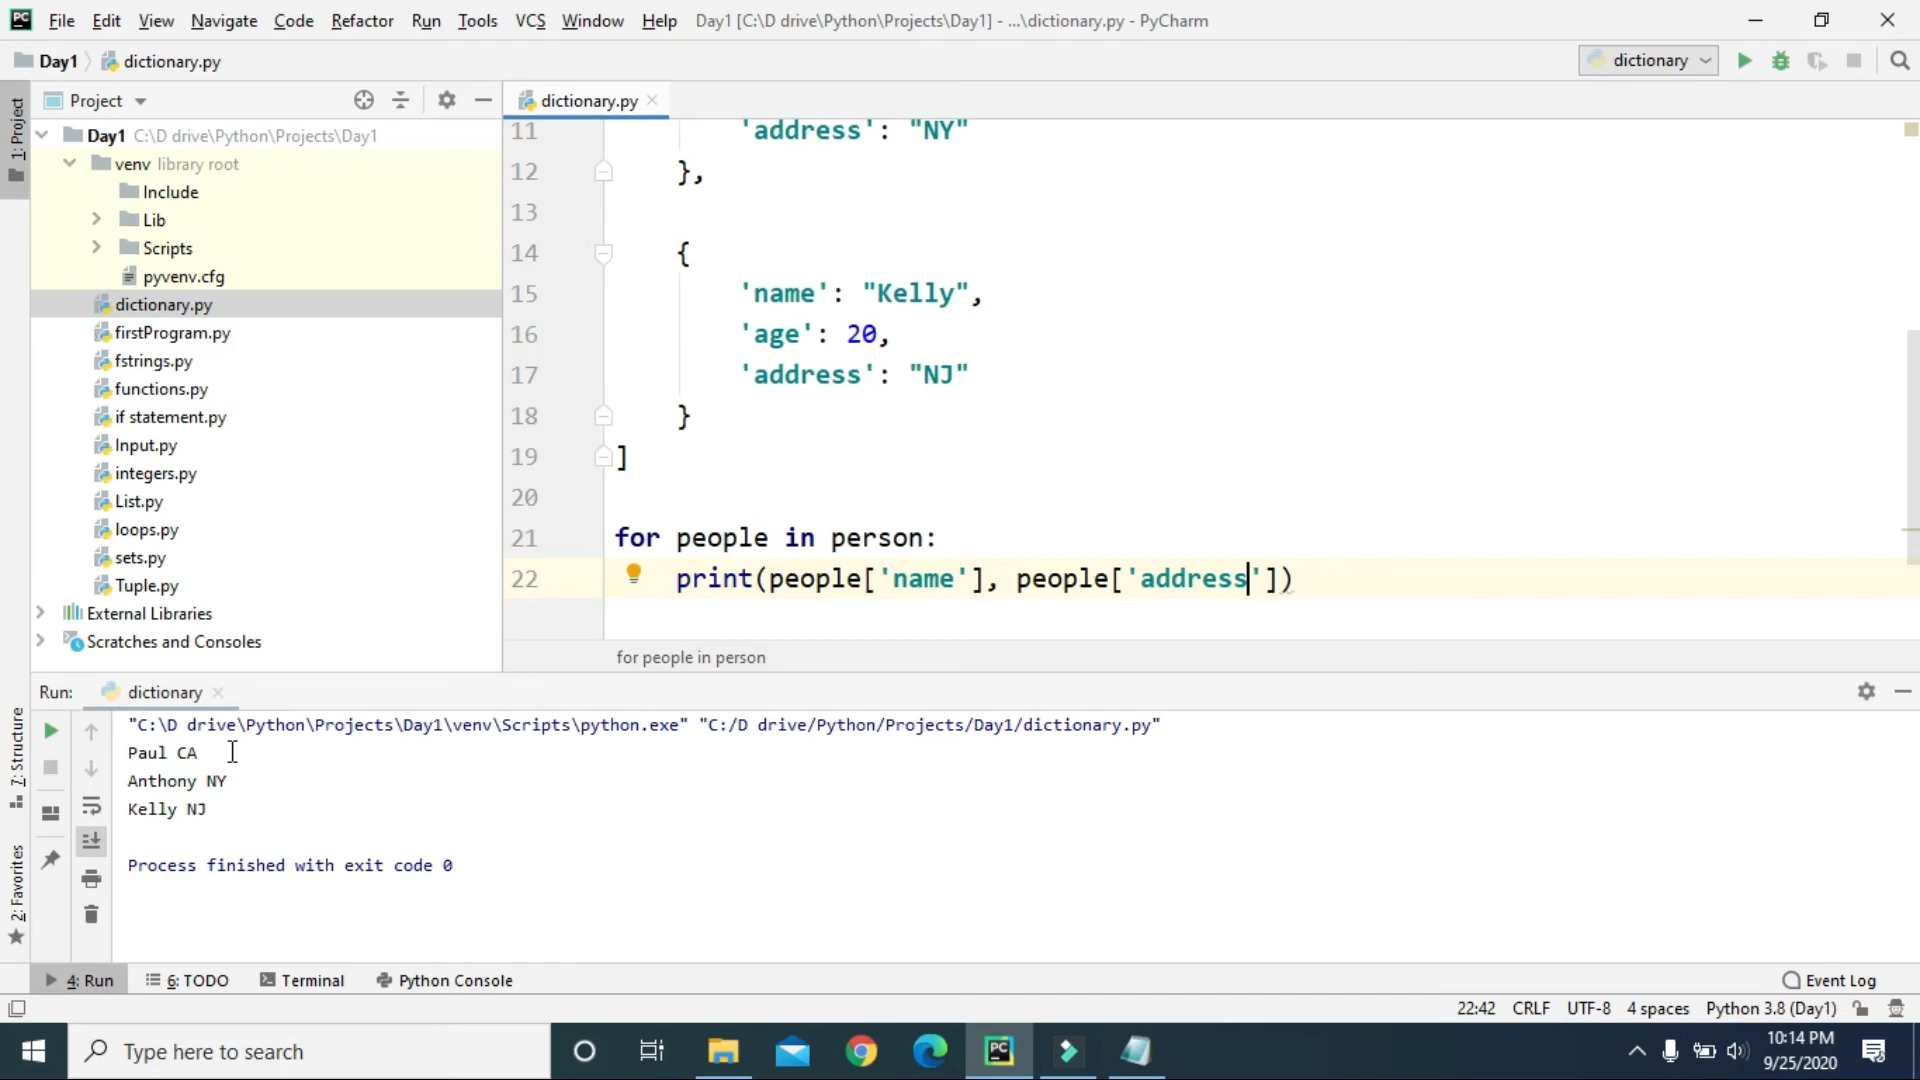 PC File Edit View Navigate Code Refactor Run Tools VCS Window Help Day1 [C:\D drive\Python\Projects\Day1] - ...\dictionary.py - PyCharm
Day1 dictionary.py dictionary
Project dictionary.py
1: Project
Day1 C:\D drive\Python\Projects\Day1
venv library root
Include
Lib
Scripts
pyvenv.cfg
dictionary.py
firstProgram.py
fstrings.py
functions.py
if statement.py
Input.py
integers.py
List.py
loops.py
sets.py
Tuple.py
External Libraries
Scratches and Consoles
11 'address': "NY"
12 },
13
14 {
15 'name': "Kelly",
16 'age': 20,
17 'address': "NJ"
18 }
19 ]
20
21 for people in person:
22 print(people['name'], people['address'])
for people in person
Run: dictionary
7: Structure
2: Favorites
"C:\D drive\Python\Projects\Day1\venv\Scripts\python.exe" "C:/D drive/Python/Projects/Day1/dictionary.py"
Paul CA
Anthony NY
Kelly NJ
Process finished with exit code 0
4: Run 6: TODO Terminal Python Console Event Log
22:42 CRLF UTF-8 4 spaces Python 3.8 (Day1)
Type here to search PC 10:14 PM
9/25/2020